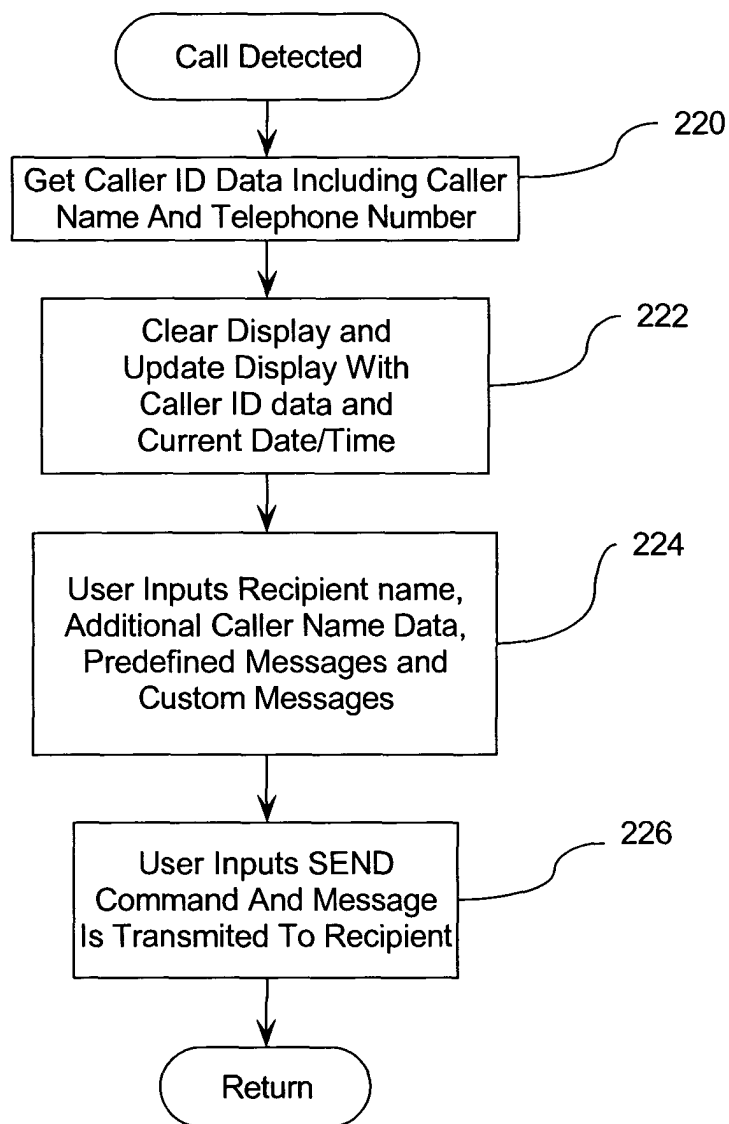 Call Detected
220
Get Caller ID Data Including Caller
Name And Telephone Number
222
Clear Display and
Update Display With
Caller ID data and
Current Date/Time
224
User Inputs Recipient name,
Additional Caller Name Data,
Predefined Messages and
Custom Messages
226
User Inputs SEND
Command And Message
Is Transmited To Recipient
Return